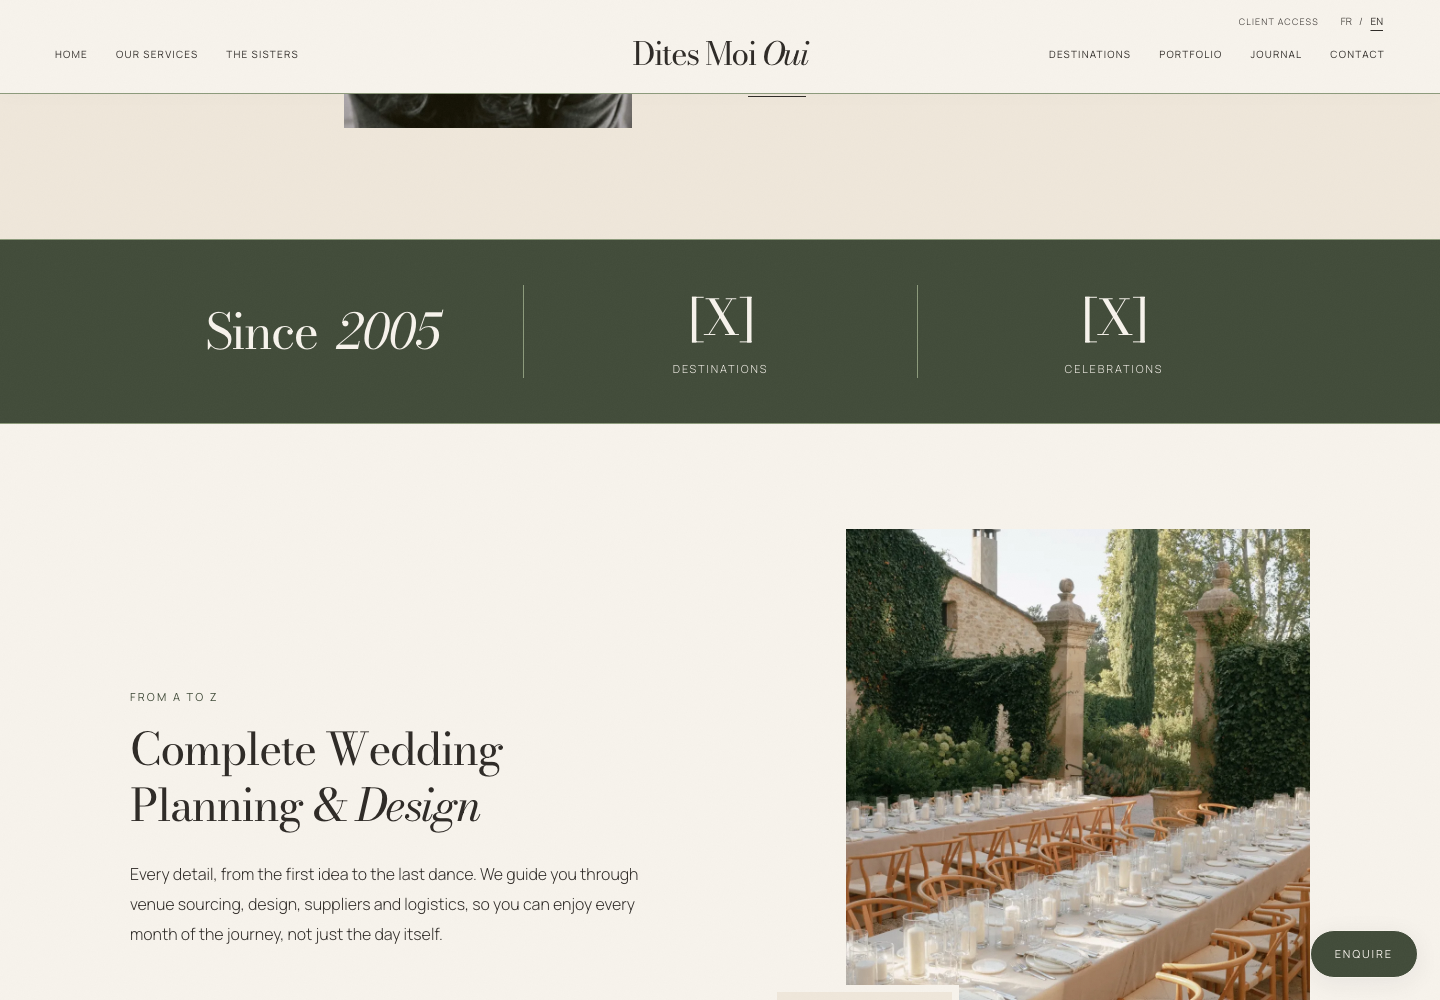 CLIENT ACCESS FR / EN
HOME OUR SERVICES THE SISTERS Dites Moi Oui DESTINATIONS PORTFOLIO JOURNAL CONTACT
Since 2005
[X]
DESTINATIONS
[X]
CELEBRATIONS
FROM A TO Z
Complete Wedding
Planning & Design
Every detail, from the first idea to the last dance. We guide you through
venue sourcing, design, suppliers and logistics, so you can enjoy every
month of the journey, not just the day itself.
ENQUIRE